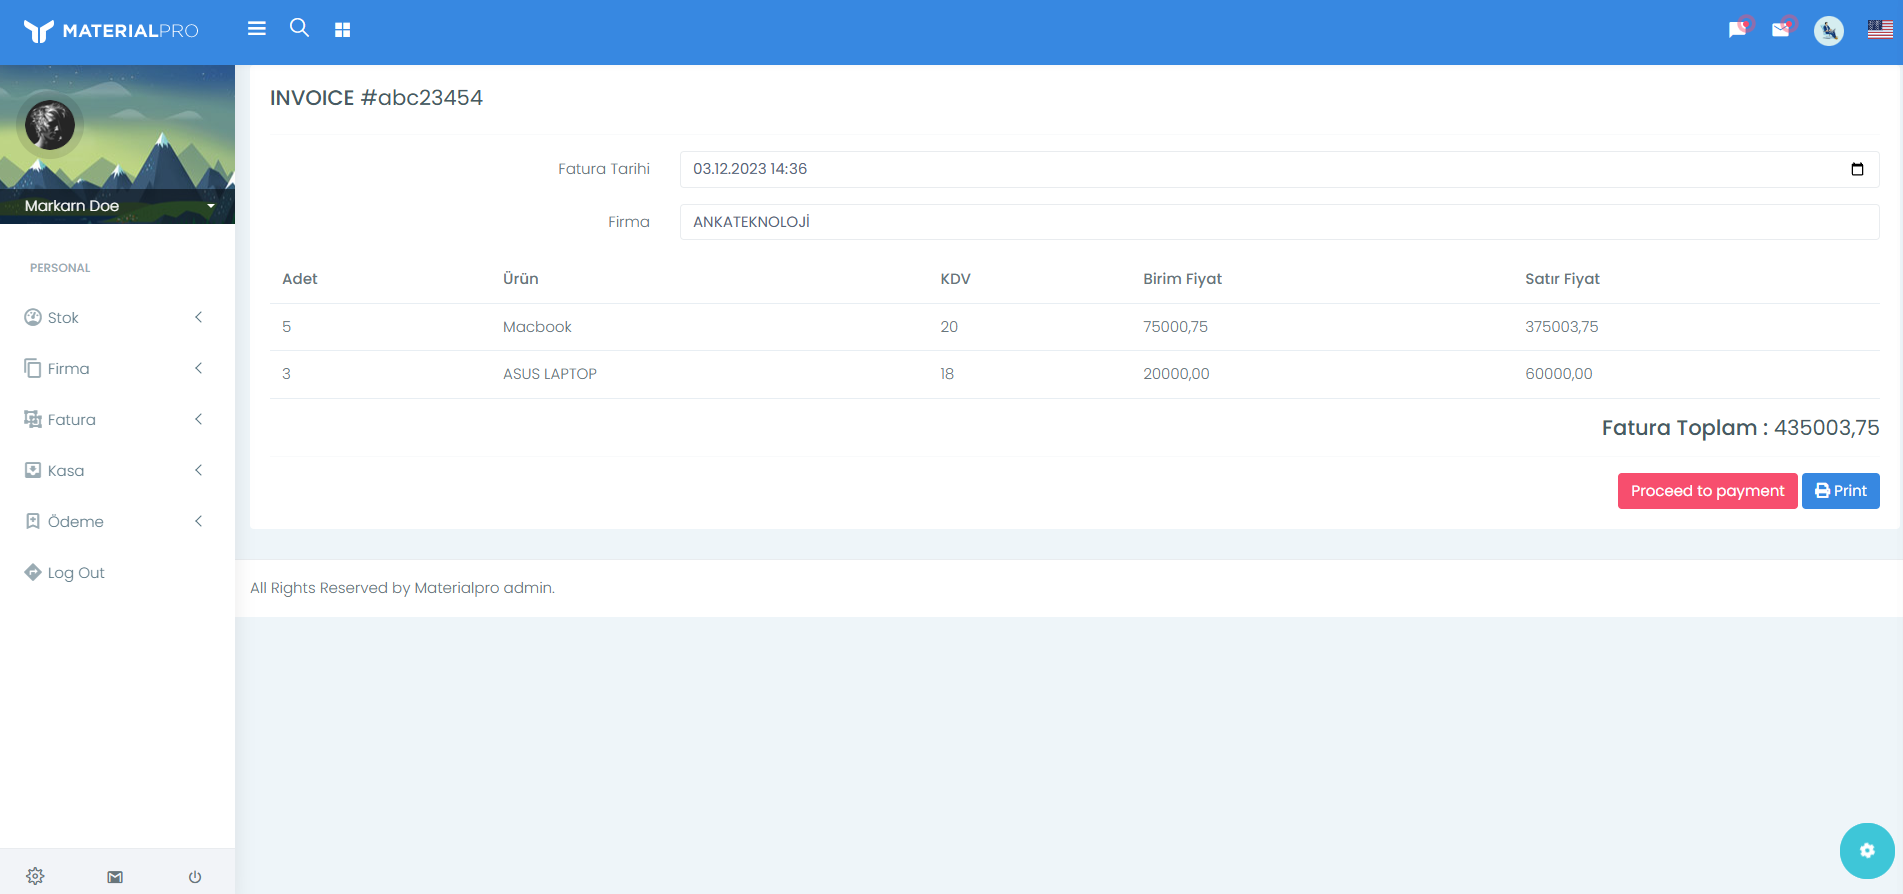 MATERIALPRO
Markarn Doe
PERSONAL
Stok
Firma
Fatura
Kasa
Ödeme
Log Out
INVOICE #abc23454
Fatura Tarihi 03.12.2023 14:36
Firma ANKATEKNOLOJİ
Adet Ürün KDV Birim Fiyat Satır Fiyat
5 Macbook 20 75000,75 375003,75
3 ASUS LAPTOP 18 20000,00 60000,00
Fatura Toplam : 435003,75
Proceed to payment Print
All Rights Reserved by Materialpro admin.